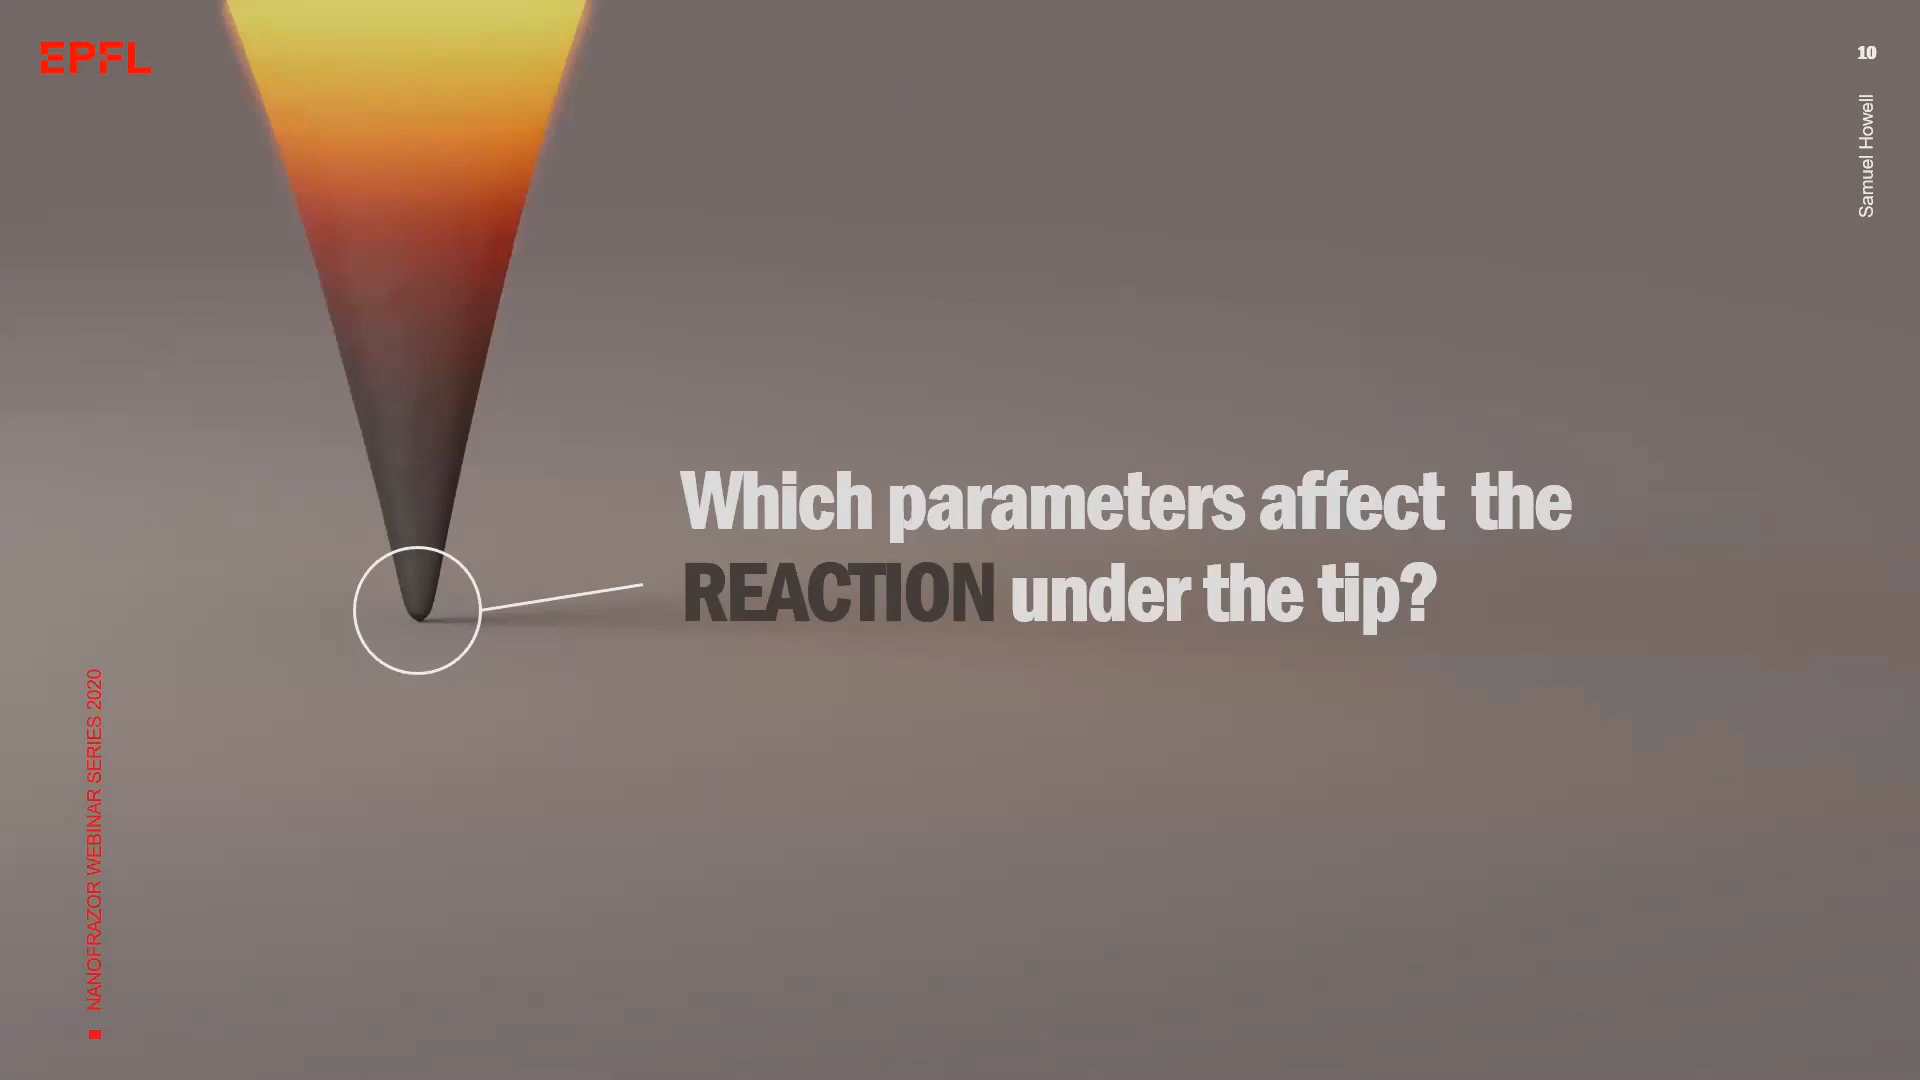 EPFL
10
Samuel Howell
Which parameters affect the
REACTION under the tip?
NANOFRAZOR WEBINAR SERIES 2020